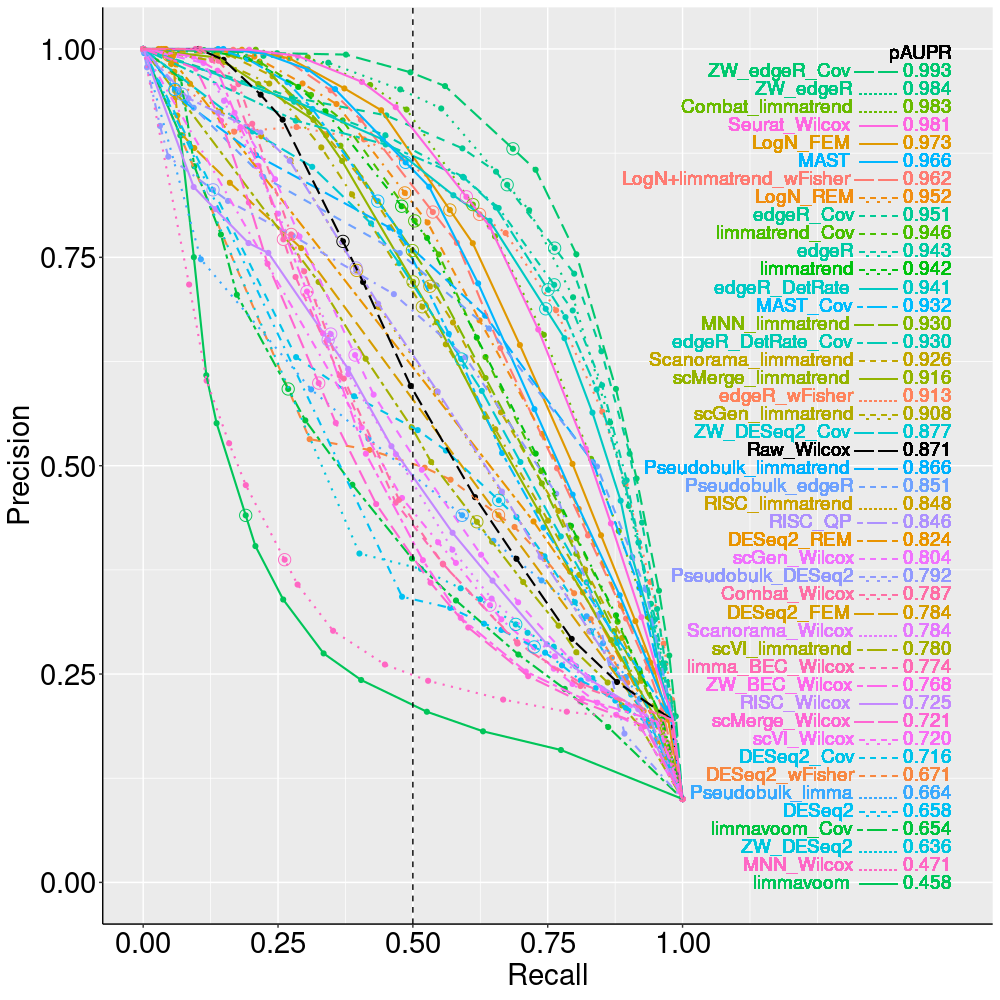 pAUPR
ZW_edgeR_Cov 0.993
ZW_edgeR 0.984
Combat_limmatrend 0.983
Seurat_Wilcox 0.981
LogN_FEM 0.973
MAST 0.966
LogN+limmatrend_wFisher 0.962
LogN_REM 0.952
edgeR_Cov 0.951
limmatrend_Cov 0.946
edgeR 0.943
limmatrend 0.942
edgeR_DetRate 0.941
MAST_Cov 0.932
MNN_limmatrend 0.930
edgeR_DetRate_Cov 0.930
Scanorama_limmatrend 0.926
scMerge_limmatrend 0.916
edgeR_wFisher 0.913
scGen_limmatrend 0.908
ZW_DESeq2_Cov 0.877
Raw_Wilcox 0.871
Pseudobulk_limmatrend 0.866
Pseudobulk_edgeR 0.851
RISC_limmatrend 0.848
RISC_QP 0.846
DESeq2_REM 0.824
scGen_Wilcox 0.804
Pseudobulk_DESeq2 0.792
Combat_Wilcox 0.787
DESeq2_FEM 0.784
Scanorama_Wilcox 0.784
scVI_limmatrend 0.780
limma_BEC_Wilcox 0.774
ZW_BEC_Wilcox 0.768
RISC_Wilcox 0.725
scMerge_Wilcox 0.721
scVI_Wilcox 0.720
DESeq2_Cov 0.716
DESeq2_wFisher 0.671
Pseudobulk_limma 0.664
DESeq2 0.658
limmavoom_Cov 0.654
ZW_DESeq2 0.636
MNN_Wilcox 0.471
limmavoom 0.458
1.00
0.75
0.50
0.25
0.00
Precision
0.00 0.25 0.50 0.75 1.00
Recall